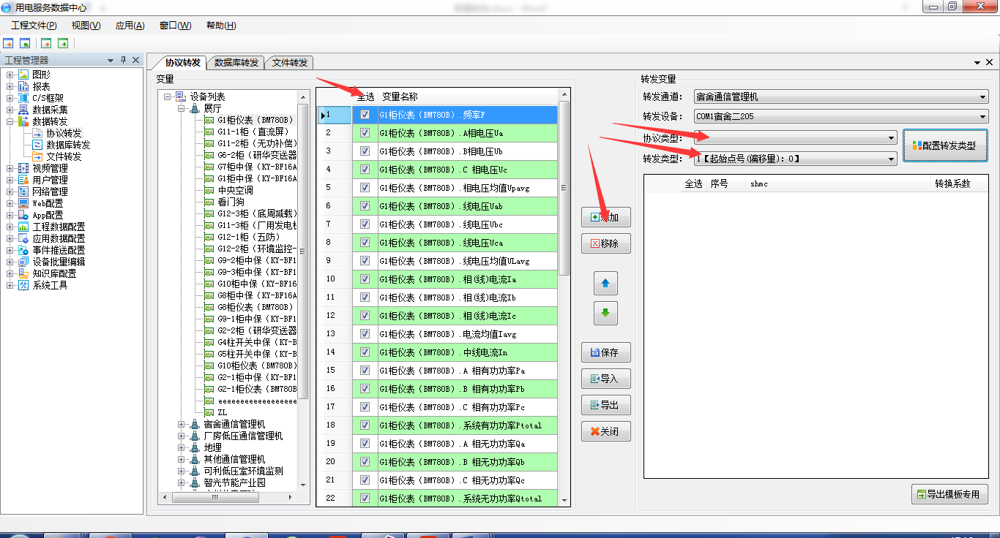 用电服务数据中心
工程文件(P) 视图(V) 应用(A) 窗口(W) 帮助(H)
工程管理器
图形
报表
C/S框架
数据采集
数据转发
协议转发
数据库转发
文件转发
视频管理
用户管理
网络管理
Web配置
App配置
工程数据配置
应用数据配置
事件推送配置
设备批量编辑
知识库配置
系统工具
协议转发 数据库转发 文件转发
变量
设备列表
展厅
G1柜仪表（BM780B）
G11-1柜（直流屏）
G11-2柜（无功补偿）
G6-2柜（研华变送器
G7柜中保（KY-BF16A
G1柜中保（KY-BF16A
中央空调
看门狗
G12-3柜（底周减载）
G11-3柜（厂用发电机
G12-1柜（五防）
G12-2柜（环境监控-
G9-2柜中保（KY-BF1
G9-3柜中保（KY-BF1
G10柜中保（KY-BF16
G8柜中保（KY-BF16A
G8柜仪表（BM780B）
G9-1柜中保（KY-BF1
G2-2柜（研华变送器
G4柱开关中保（KY-B
G5柱开关中保（KY-B
G10柜仪表（BM780B
G2-1柜中保（KY-BF1
G2-1柜仪表（BM780B
eeeeeeeeeeeeeeeeee
ZL
宿舍通信管理机
厂房低压通信管理机
地埋
其他通信管理机
可利低压室环境监测
智光节能产业园
全选 变量名称
1 G1柜仪表（BM780B）.频率F
2 G1柜仪表（BM780B）.A相电压Ua
3 G1柜仪表（BM780B）.B相电压Ub
4 G1柜仪表（BM780B）.C 相电压Uc
5 G1柜仪表（BM780B）.相电压均值Upavg
6 G1柜仪表（BM780B）.线电压Uab
7 G1柜仪表（BM780B）.线电压Ubc
8 G1柜仪表（BM780B）.线电压Uca
9 G1柜仪表（BM780B）.线电压均值ULavg
10 G1柜仪表（BM780B）.相(线)电流Ia
11 G1柜仪表（BM780B）.相(线)电流Ib
12 G1柜仪表（BM780B）.相(线)电流Ic
13 G1柜仪表（BM780B）.电流均值Iavg
14 G1柜仪表（BM780B）.中线电流In
15 G1柜仪表（BM780B）.A 相有功功率Pa
16 G1柜仪表（BM780B）.B 相有功功率Pb
17 G1柜仪表（BM780B）.C 相有功功率Pc
18 G1柜仪表（BM780B）.系统有功功率Ptotal
19 G1柜仪表（BM780B）.A 相无功功率Qa
20 G1柜仪表（BM780B）.B 相无功功率Qb
21 G1柜仪表（BM780B）.C 相无功功率Qc
22 G1柜仪表（BM780B）.系统无功功率Qtotal
添加
移除
保存
导入
导出
关闭
转发变量
转发通道： 宿舍通信管理机
转发设备： COM1宿舍二205
协议类型：
转发类型： 1【起始点号(偏移量)：0】
配置转发类型
全选 序号 shmc 转换系数
导出模板专用